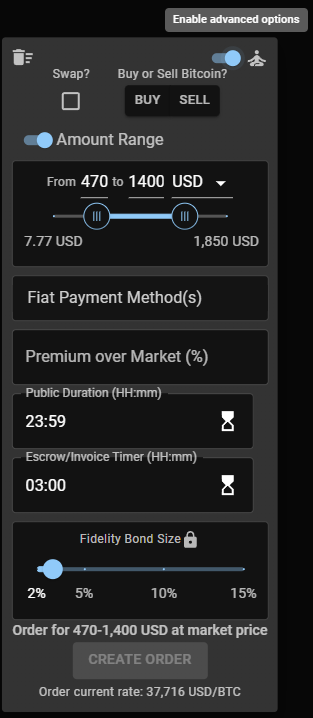 Enable advanced options
Swap?
Buy or Sell Bitcoin?
BUY SELL
Amount Range
From 470 to 1400 USD
7.77 USD 1,850 USD
Fiat Payment Method(s)
Premium over Market (%)
Public Duration (HH:mm)
23:59
Escrow/Invoice Timer (HH:mm)
03:00
Fidelity Bond Size
2% 5% 10% 15%
Order for 470-1,400 USD at market price
CREATE ORDER
Order current rate: 37,716 USD/BTC